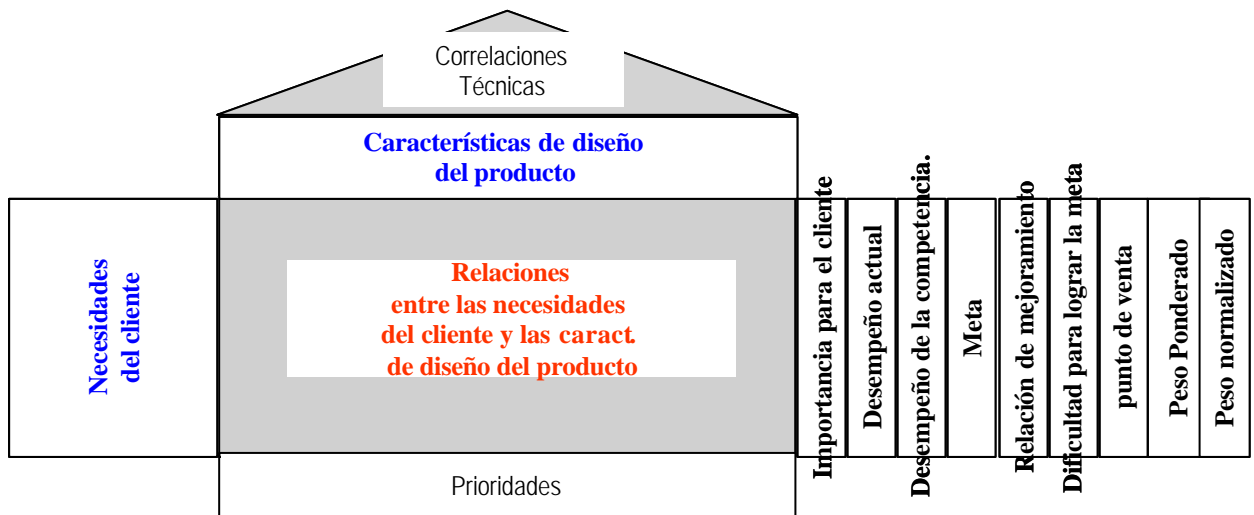 Correlaciones
Técnicas
Características de diseño
del producto
Necesidades
del cliente
Relaciones
entre las necesidades
del cliente y las caract.
de diseño del producto
Importancia para el cliente
Desempeño actual
Desempeño de la competencia.
Meta
Relación de mejoramiento
Dificultad para lograr la meta
punto de venta
Peso Ponderado
Peso normalizado
Prioridades